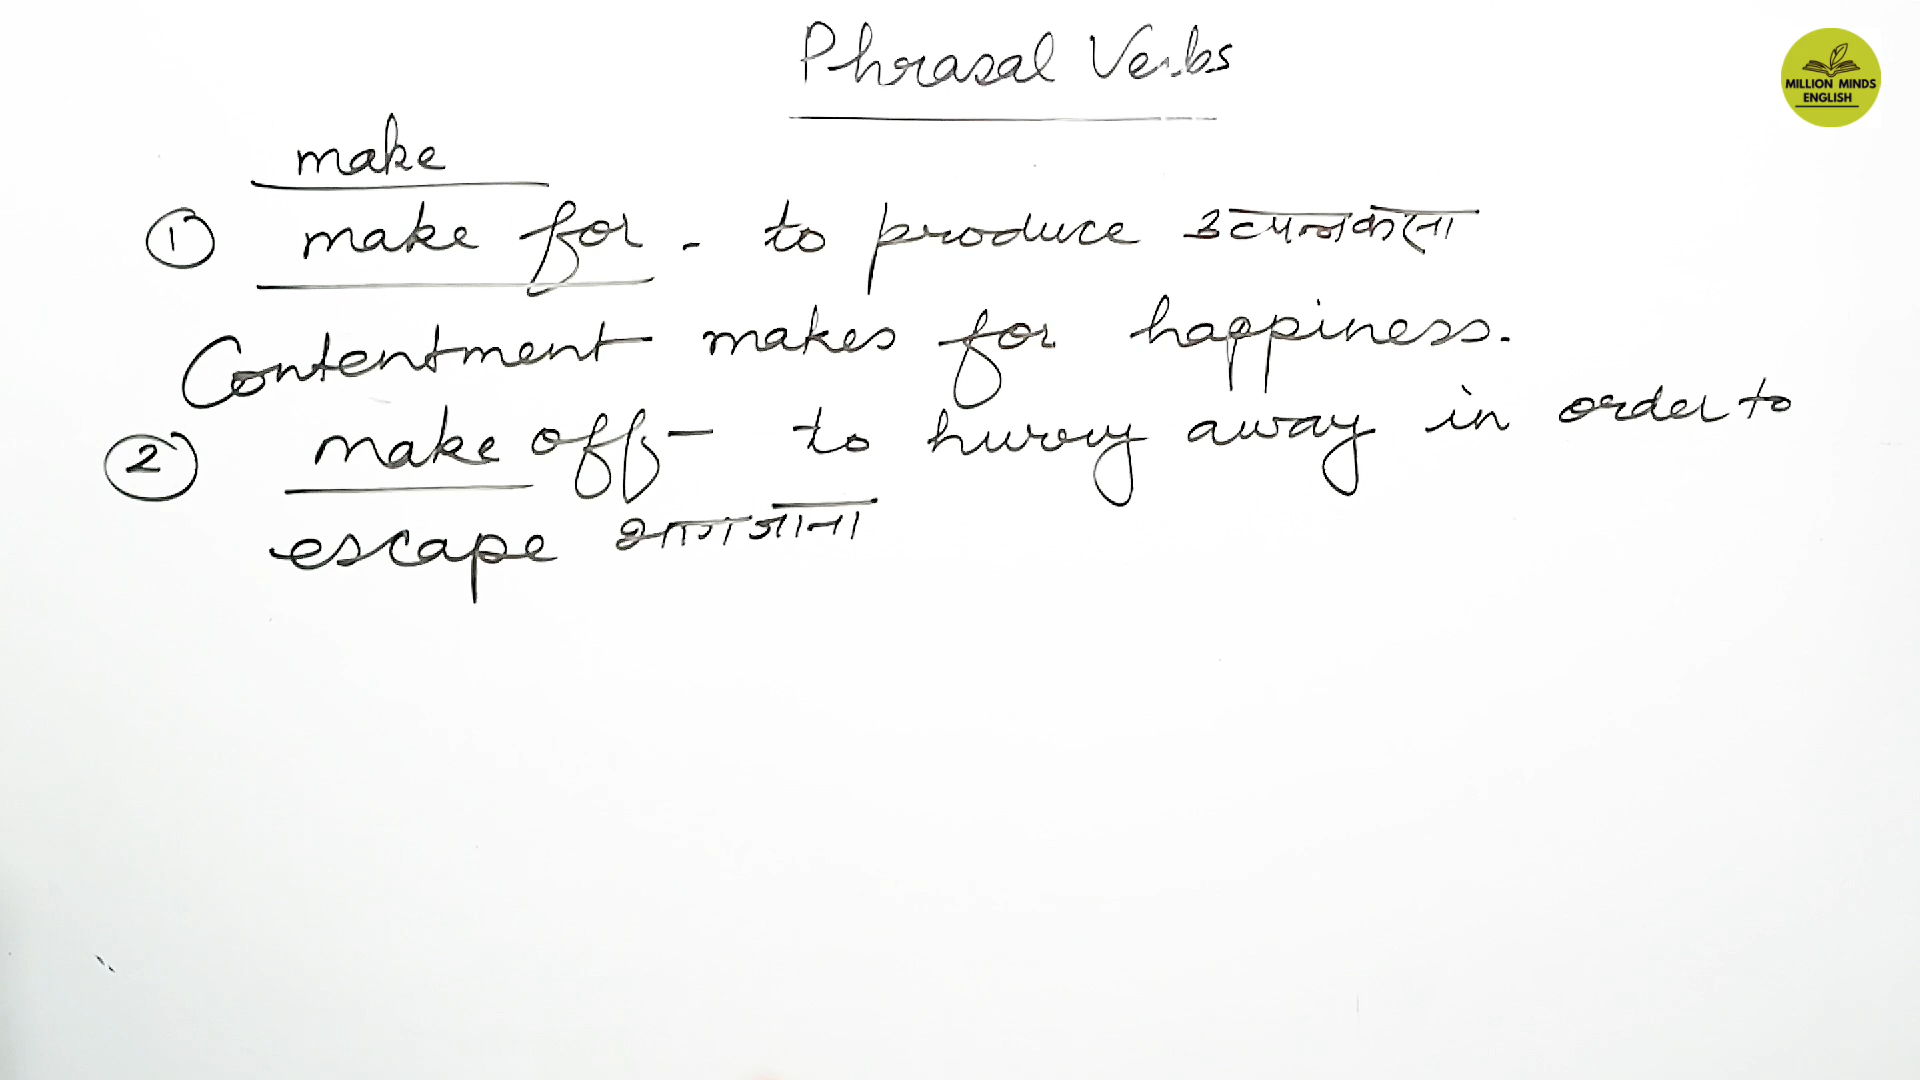 Phrasal Verbs
MILLION MINDS
ENGLISH
make
① make for - to produce उत्पन्न करना
Contentment makes for happiness.
② make off - to hurry away in order to
escape भाग जाना